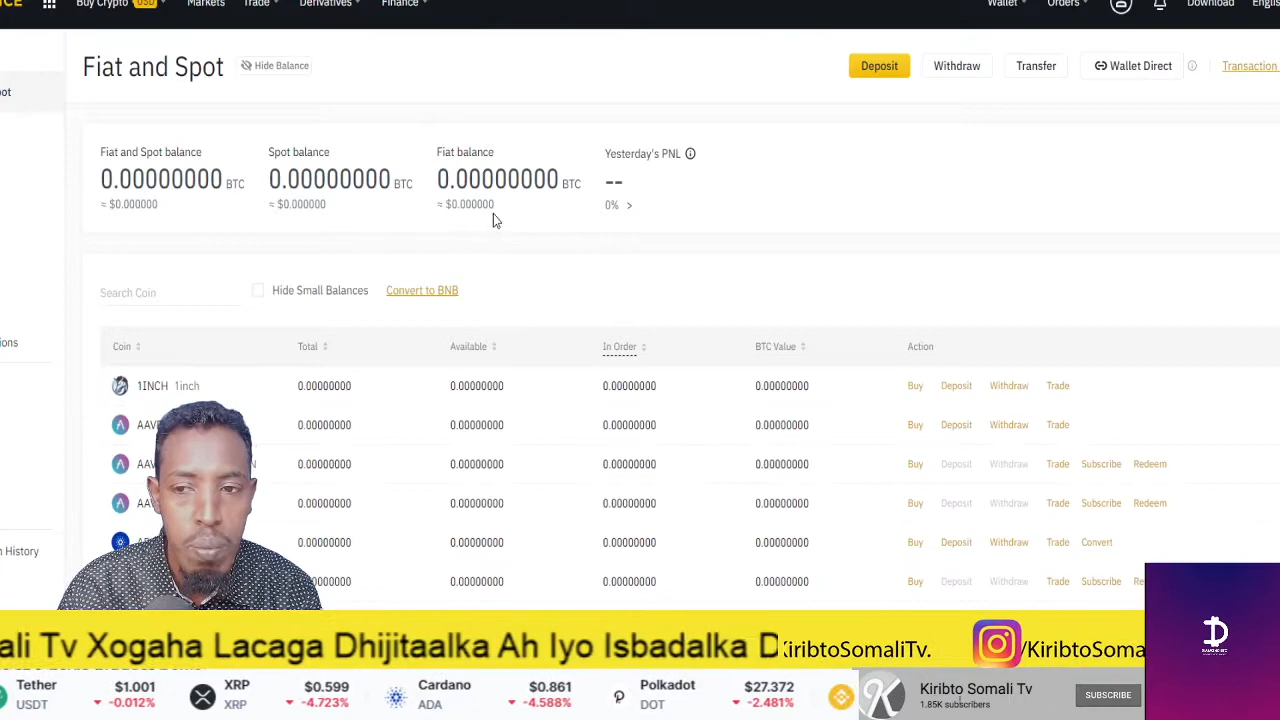 Buy Crypto USD Markets Trade Derivatives Finance Wallet Orders Download
Fiat and Spot Hide Balance Deposit Withdraw Transfer Wallet Direct Transaction
Fiat and Spot balance Spot balance Fiat balance Yesterday's PNL
0.00000000 BTC 0.00000000 BTC 0.00000000 BTC --
≈ $0.000000 ≈ $0.000000 ≈ $0.000000 0% >
Search Coin Hide Small Balances Convert to BNB
Coin Total Available In Order BTC Value Action
1INCH 1inch 0.00000000 0.00000000 0.00000000 0.00000000 Buy Deposit Withdraw Trade
0.00000000 0.00000000 0.00000000 0.00000000 Buy Deposit Withdraw Trade
0.00000000 0.00000000 0.00000000 0.00000000 Buy Deposit Withdraw Trade Subscribe Redeem
0.00000000 0.00000000 0.00000000 0.00000000 Buy Deposit Withdraw Trade Subscribe Redeem
0.00000000 0.00000000 0.00000000 0.00000000 Buy Deposit Withdraw Trade Convert
0.00000000 0.00000000 0.00000000 Buy Deposit Withdraw Trade Subscribe
History
Tv Xogaha Lacaga Dhijitaalka Ah Iyo Isbadalka
KiribtoSomaliTv. /KiribtoSoma
Tether $1.001 XRP $0.599 Cardano $0.861 Polkadot $27.372
USDT -0.012% XRP -4.723% ADA -4.588% DOT -2.481%
Kiribto Somali Tv SUBSCRIBE
1.85K subscribers